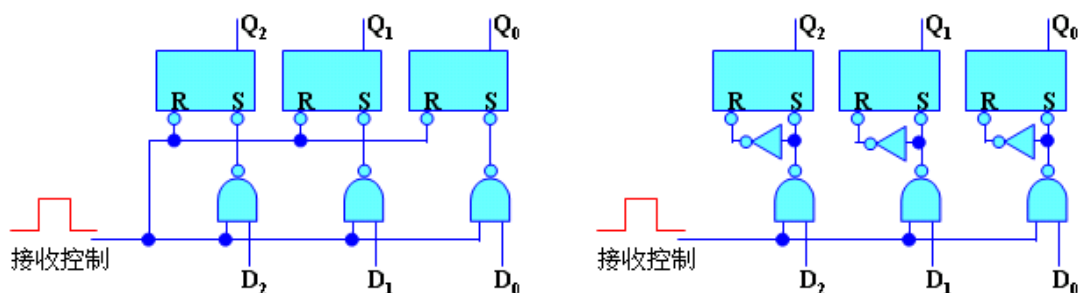 Q₂ Q₁ Q₀ Q₂ Q₁ Q₀
R S R S R S R S R S R S
接收控制 接收控制
D₂ D₁ D₀ D₂ D₁ D₀